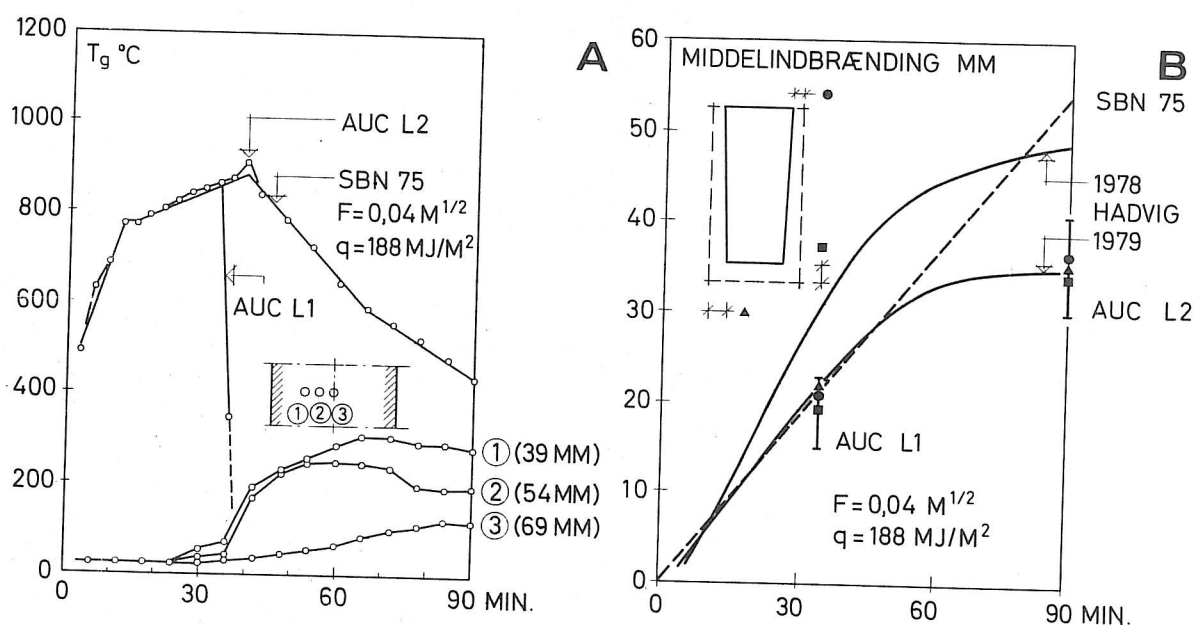 1200
T_g °C
A
1000
AUC L2
SBN 75
800
F=0,04 M^1/2
q=188 MJ/M²
600
AUC L1
400
① ② ③
① (39 MM)
200
② (54 MM)
③ (69 MM)
0
0 30 60 90 MIN.
60
MIDDELINDBRÆNDING MM
B
SBN 75
50
1978
40
HADVIG
1979
30
AUC L2
20
AUC L1
10
F=0,04 M^1/2
q=188 MJ/M²
0
0 30 60 90 MIN.